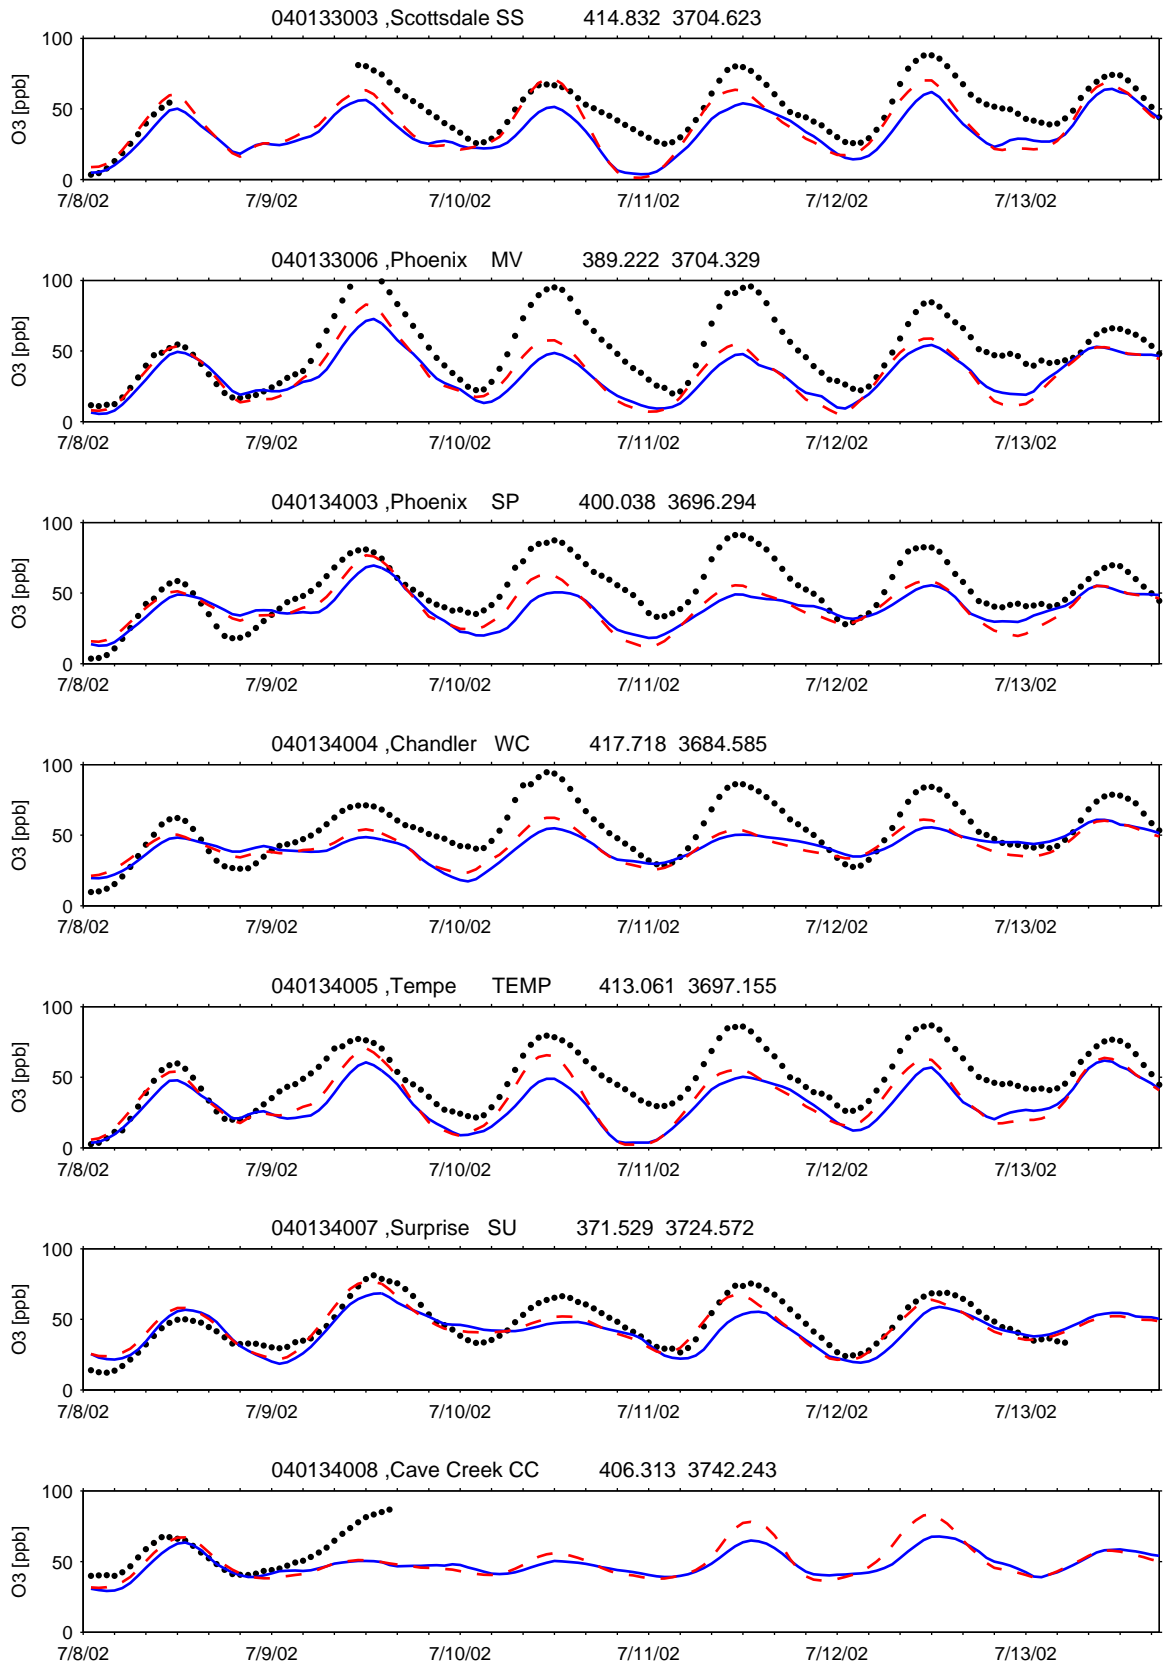 040133003 ,Scottsdale SS 414.832 3704.623
100
50
0
O3 [ppb]
7/8/02 7/9/02 7/10/02 7/11/02 7/12/02 7/13/02
040133006 ,Phoenix MV 389.222 3704.329
100
50
0
O3 [ppb]
7/8/02 7/9/02 7/10/02 7/11/02 7/12/02 7/13/02
040134003 ,Phoenix SP 400.038 3696.294
100
50
0
O3 [ppb]
7/8/02 7/9/02 7/10/02 7/11/02 7/12/02 7/13/02
040134004 ,Chandler WC 417.718 3684.585
100
50
0
O3 [ppb]
7/8/02 7/9/02 7/10/02 7/11/02 7/12/02 7/13/02
040134005 ,Tempe TEMP 413.061 3697.155
100
50
0
O3 [ppb]
7/8/02 7/9/02 7/10/02 7/11/02 7/12/02 7/13/02
040134007 ,Surprise SU 371.529 3724.572
100
50
0
O3 [ppb]
7/8/02 7/9/02 7/10/02 7/11/02 7/12/02 7/13/02
040134008 ,Cave Creek CC 406.313 3742.243
100
50
0
O3 [ppb]
7/8/02 7/9/02 7/10/02 7/11/02 7/12/02 7/13/02